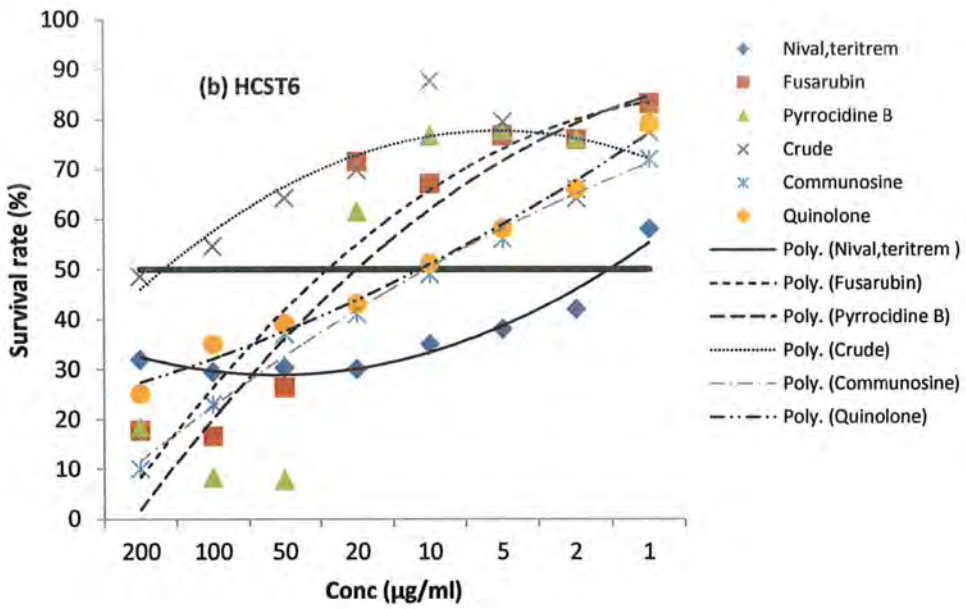 100
90
80
70
60
50
40
30
20
10
0
Survival rate (%)
(b) HCST6
200 100 50 20 10 5 2 1
Conc (µg/ml)
Nival,teritrem
Fusarubin
Pyrrocidine B
Crude
Communosine
Quinolone
Poly. (Nival,teritrem )
Poly. (Fusarubin)
Poly. (Pyrrocidine B)
Poly. (Crude)
Poly. (Communosine)
Poly. (Quinolone)